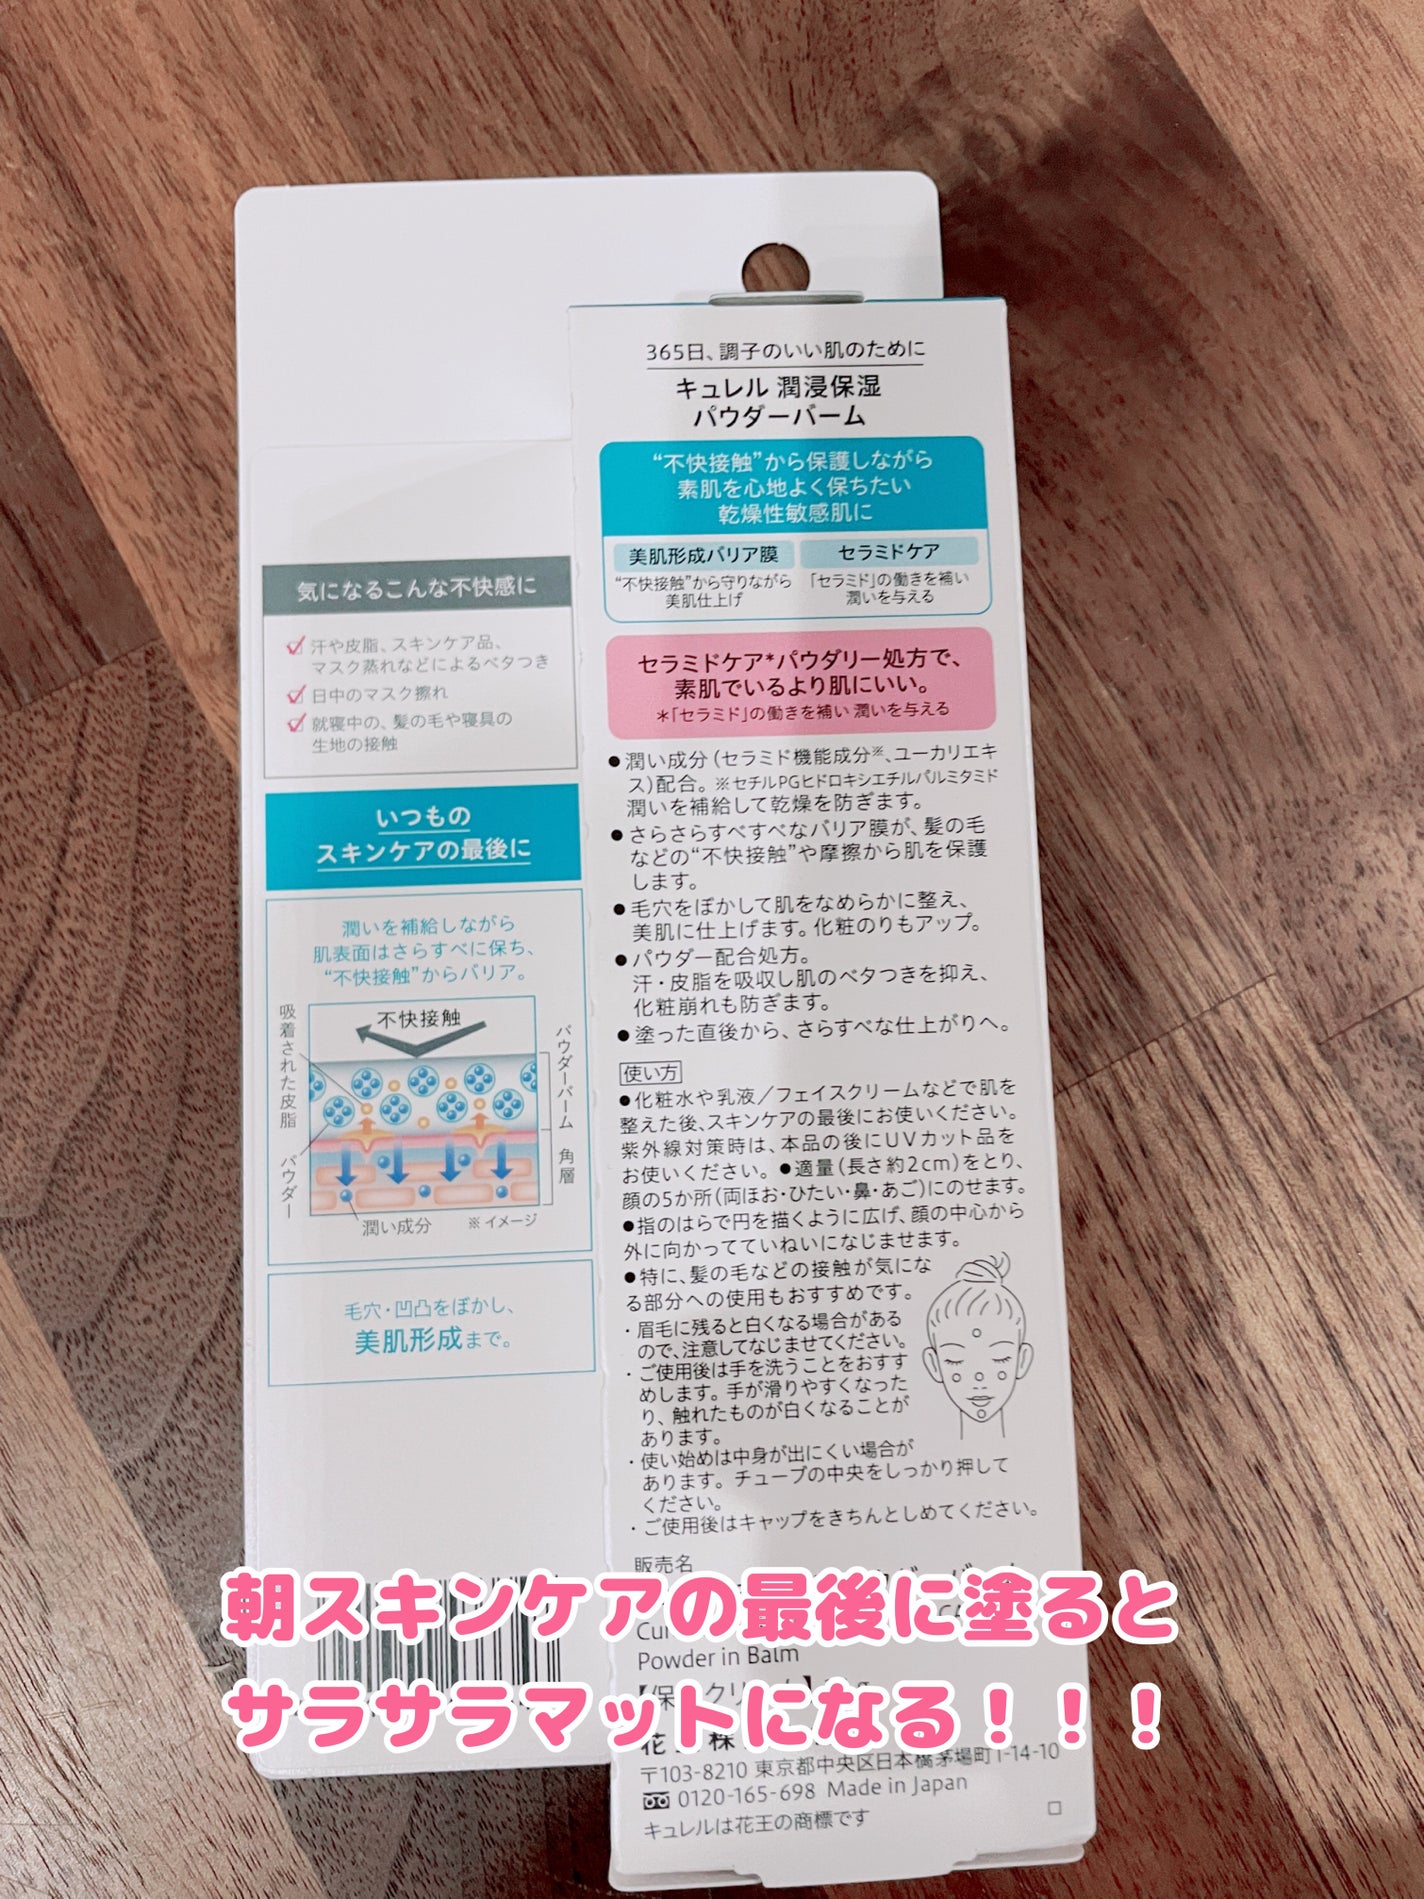 365日、調子のいい肌のために
キュレル 潤浸保湿
パウダーバーム
“不快接触”から保護しながら
素肌を心地よく保ちたい
乾燥性敏感肌に
美肌形成バリア膜
“不快接触”から守りながら
美肌仕上げ
セラミドケア
「セラミド」の働きを補い
潤いを与える
セラミドケア*パウダリー処方で、
素肌でいるより肌にいい。
*「セラミド」の働きを補い 潤いを与える
●潤い成分（セラミド機能成分※、ユーカリエキ
ス）配合。※セチルPGヒドロキシエチルパルミタミド
潤いを補給して乾燥を防ぎます。
●さらさらすべすべなバリア膜が、髪の毛
などの“不快接触”や摩擦から肌を保護
します。
●毛穴をぼかして肌をなめらかに整え、
美肌に仕上げます。化粧のりもアップ。
●パウダー配合処方。
汗・皮脂を吸収し肌のベタつきを抑え、
化粧崩れも防ぎます。
●塗った直後から、さらすべな仕上がりへ。
使い方
●化粧水や乳液／フェイスクリームなどで肌を
整えた後、スキンケアの最後にお使いください。
紫外線対策時は、本品の後にUVカット品を
お使いください。●適量（長さ約2cm）をとり、
顔の5か所（両ほお・ひたい・鼻・あご）にのせます。
●指のはらで円を描くように広げ、顔の中心から
外に向かってていねいになじませます。
●特に、髪の毛などの接触が気にな
る部分への使用もおすすめです。
・眉毛に残ると白くなる場合がある
ので、注意してなじませてください。
・ご使用後は手を洗うことをおすす
めします。手が滑りやすくなった
り、触れたものが白くなることが
あります。
・使い始めは中身が出にくい場合が
あります。チューブの中央をしっかり押して
ください。
・ご使用後はキャップをきちんとしめてください。
販売名
Powder in Balm
〒103-8210 東京都中央区日本橋茅場町1-14-10
0120-165-698 Made in Japan
キュレルは花王の商標です
気になるこんな不快感に
汗や皮脂、スキンケア品、
マスク蒸れなどによるベタつき
日中のマスク擦れ
就寝中の、髪の毛や寝具の
生地の接触
いつもの
スキンケアの最後に
潤いを補給しながら
肌表面はさらすべに保ち、
“不快接触”からバリア。
不快接触
吸着された皮脂
パウダー
パウダーバーム
角層
潤い成分
※イメージ
毛穴・凹凸をぼかし、
美肌形成まで。
朝スキンケアの最後に塗ると
サラサラマットになる！！！